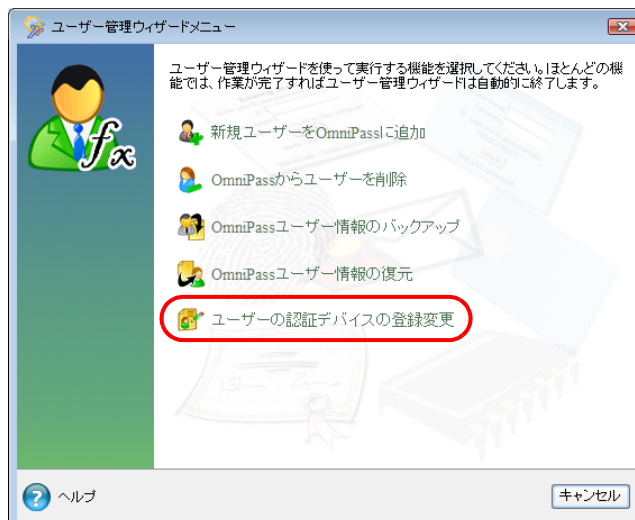 ユーザー管理ウィザードメニュー
ユーザー管理ウィザードを使って実行する機能を選択してください。ほとんどの機
能では、作業が完了すればユーザー管理ウィザードは自動的に終了します。
fx
新規ユーザーをOmniPassに追加
OmniPassからユーザーを削除
OmniPassユーザー情報のバックアップ
OmniPassユーザー情報の復元
ユーザーの認証デバイスの登録変更
ヘルプ
キャンセル